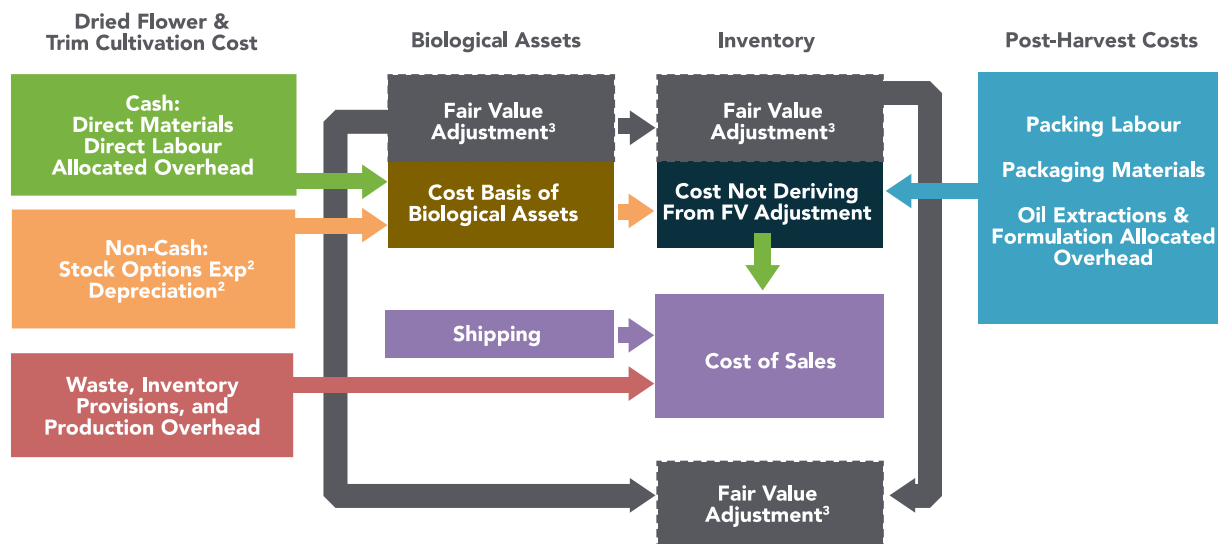 Dried Flower &
Trim Cultivation Cost
Biological Assets
Inventory
Post-Harvest Costs
Cash:
Direct Materials
Direct Labour
Allocated Overhead
Non-Cash:
Stock Options Exp²
Depreciation²
Waste, Inventory
Provisions, and
Production Overhead
Fair Value
Adjustment³
Cost Basis of
Biological Assets
Shipping
Fair Value
Adjustment³
Cost Not Deriving
From FV Adjustment
Cost of Sales
Fair Value
Adjustment³
Packing Labour
Packaging Materials
Oil Extractions &
Formulation Allocated
Overhead